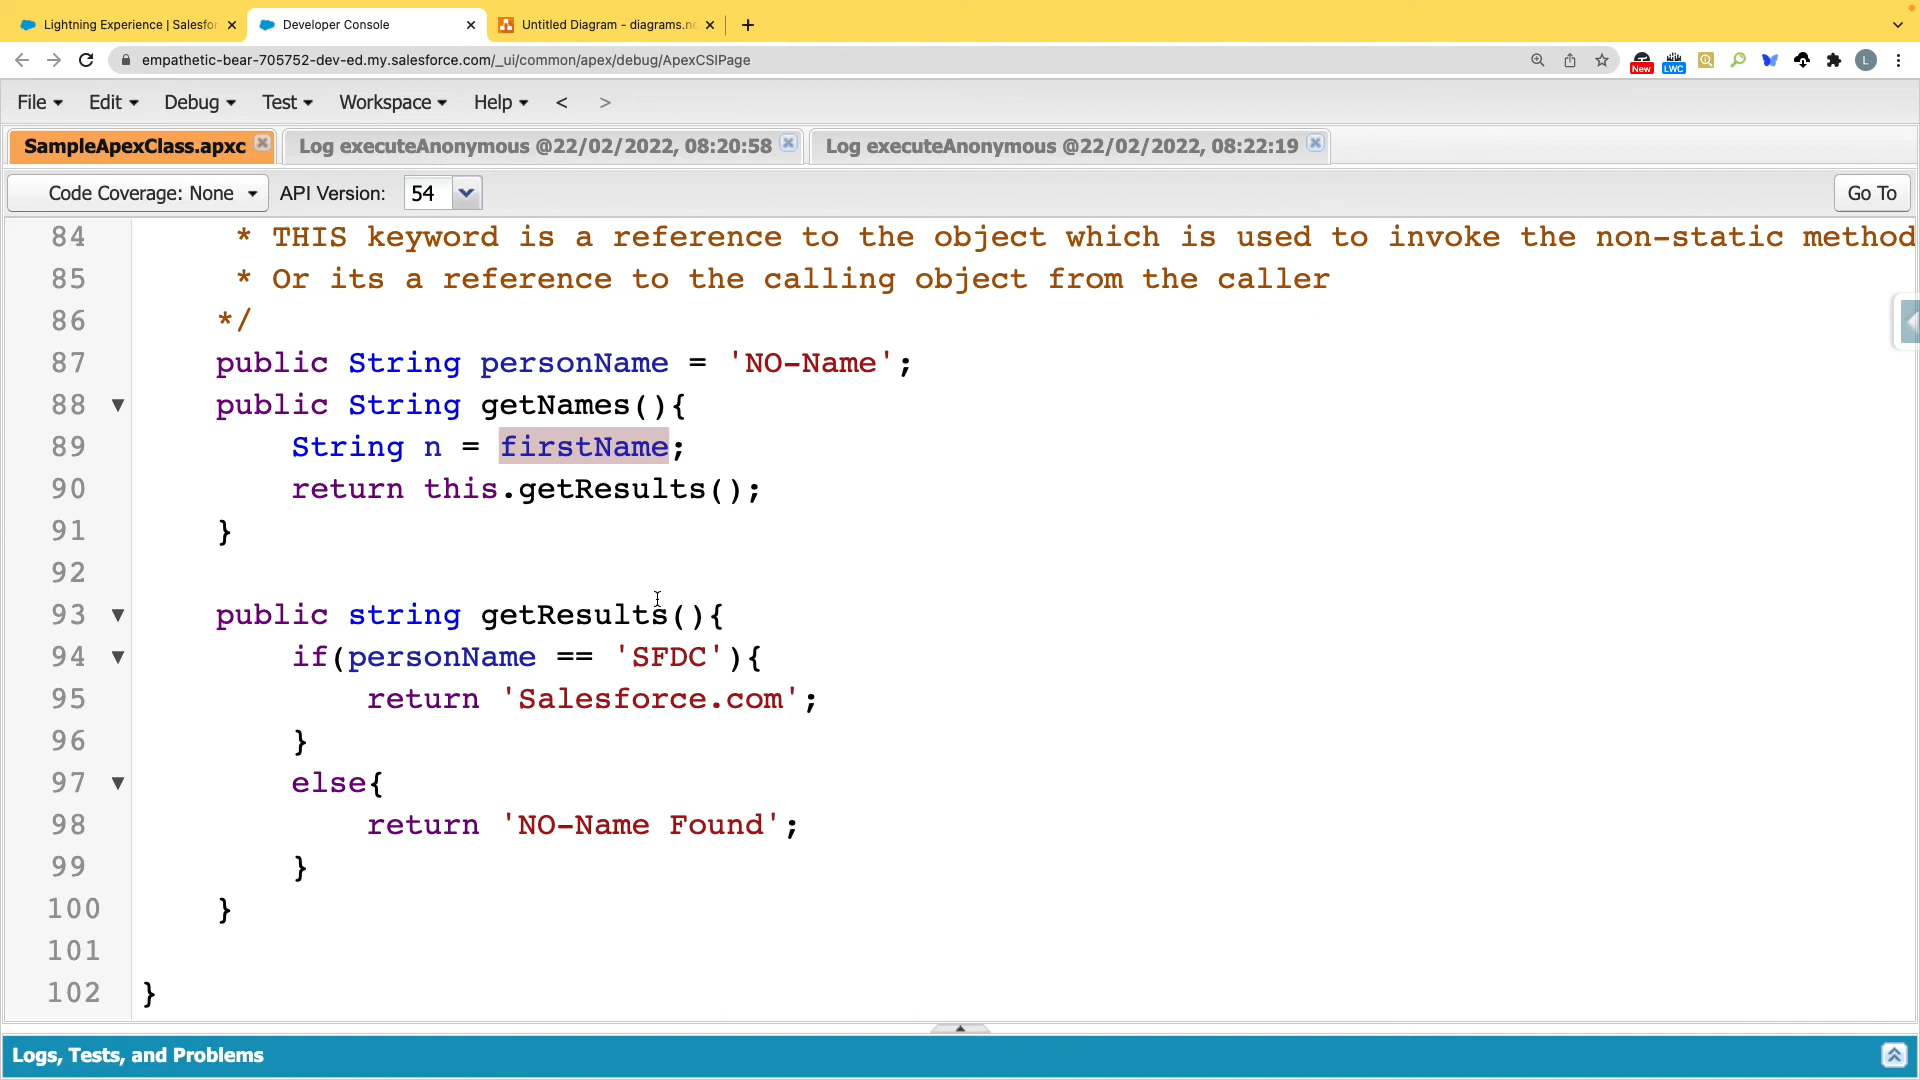 Lightning Experience | Salesfor
Developer Console
Untitled Diagram - diagrams.ne
empathetic-bear-705752-dev-ed.my.salesforce.com/_ui/common/apex/debug/ApexCSIPage
New
LWC
L
File Edit Debug Test Workspace Help < >
SampleApexClass.apxc
Log executeAnonymous @22/02/2022, 08:20:58
Log executeAnonymous @22/02/2022, 08:22:19
Code Coverage: None API Version: 54 Go To
84 * THIS keyword is a reference to the object which is used to invoke the non-static method
85 * Or its a reference to the calling object from the caller
86 */
87 public String personName = 'NO-Name';
88 public String getNames(){
89 String n = firstName;
90 return this.getResults();
91 }
92
93 public string getResults(){
94 if(personName == 'SFDC'){
95 return 'Salesforce.com';
96 }
97 else{
98 return 'NO-Name Found';
99 }
100 }
101
102 }
Logs, Tests, and Problems